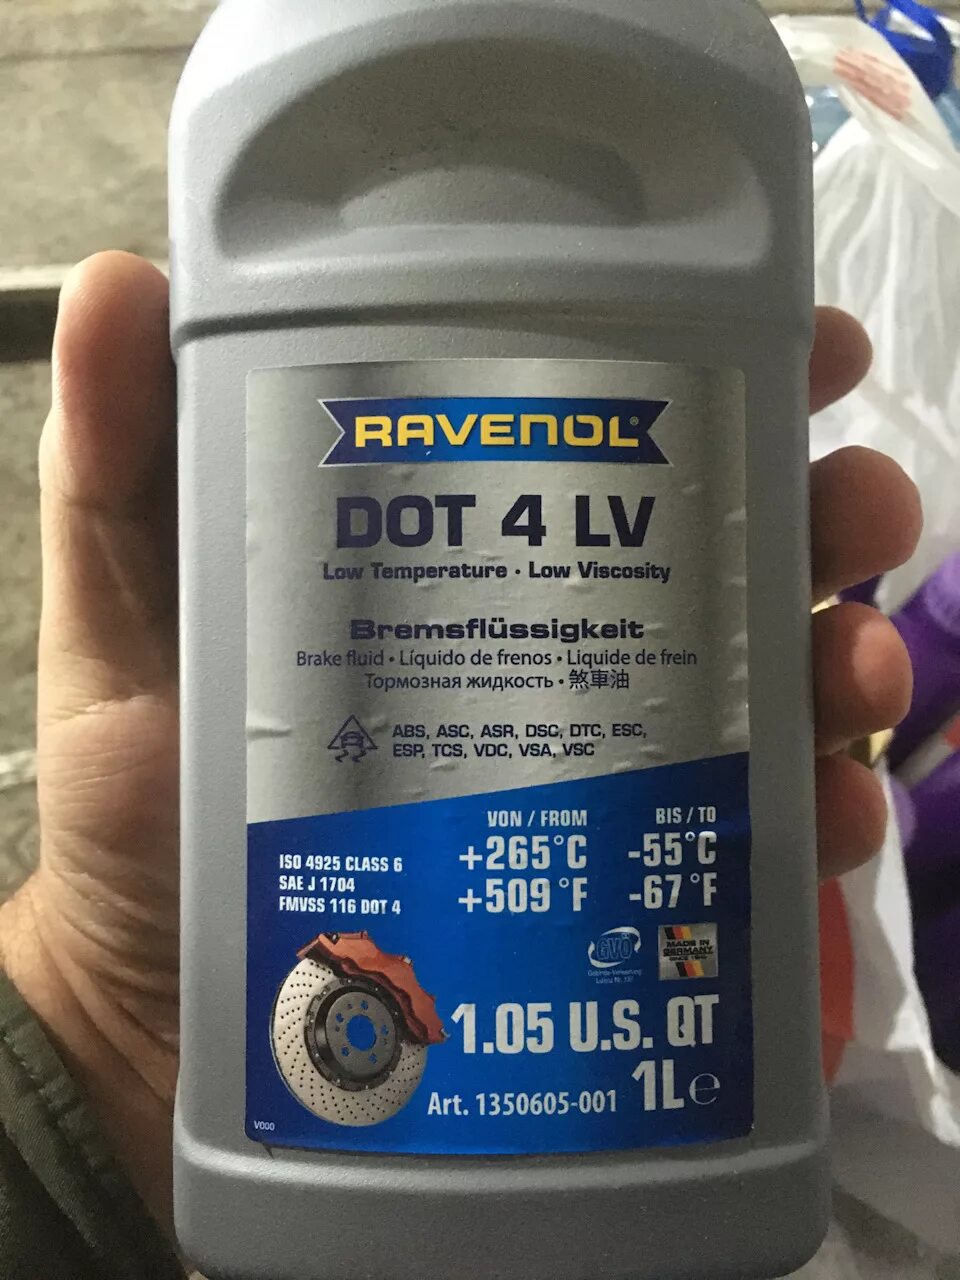 RAVENOL®
DOT 4 LV
Low Temperature • Low Viscosity
Bremsflüssigkeit
Brake fluid • Líquido de frenos • Liquide de frein
Тормозная жидкость • 煞車油
ABS, ASC, ASR, DSC, DTC, ESC,
ESP, TCS, VDC, VSA, VSC
VON / FROM BIS / TO
+265°C -55°C
+509°F -67°F
ISO 4925 CLASS 6
SAE J 1704
FMVSS 116 DOT 4
GVÖ
MADE IN
GERMANY
1.05 U.S. QT
1L℮
Art. 1350605-001
V000